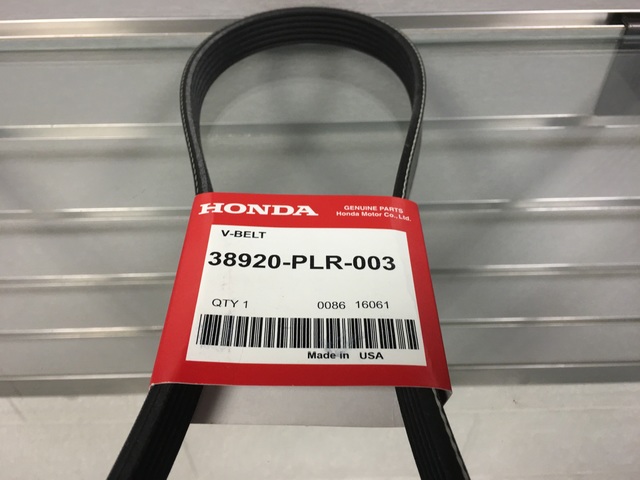 HONDA
GENUINE PARTS
Honda Motor Co., Ltd.
V-BELT
38920-PLR-003
QTY 1 0086 16061
Made in USA